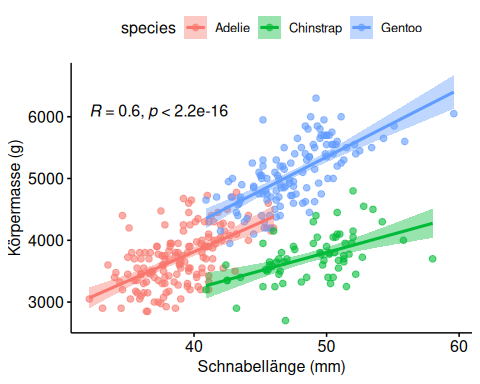 species Adelie Chinstrap Gentoo
R = 0.6, p < 2.2e-16
6000
5000
4000
3000
Körpermasse (g)
40 50 60
Schnabellänge (mm)